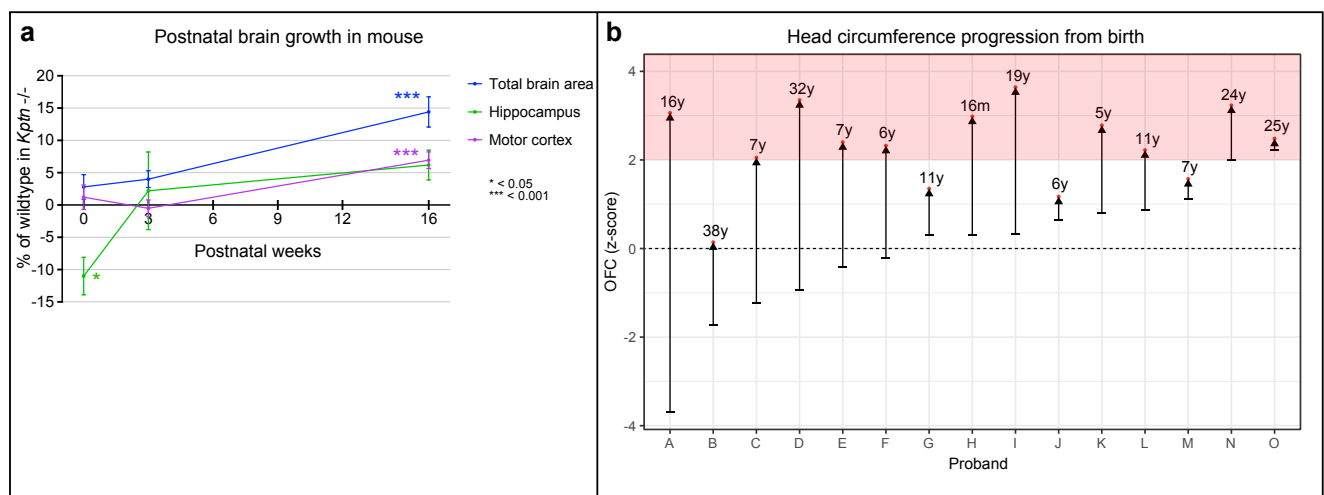 a
Postnatal brain growth in mouse
% of wildtype in Kptn -/-
20
15
10
5
0
-5
-10
-15
0
3
6
9
12
16
Postnatal weeks
***
***
*
Total brain area
Hippocampus
Motor cortex
* < 0.05
*** < 0.001
b
Head circumference progression from birth
OFC (z-score)
4
2
0
-2
-4
16y
38y
7y
32y
7y
6y
11y
16m
19y
6y
5y
11y
7y
24y
25y
A B C D E F G H I J K L M N O
Proband